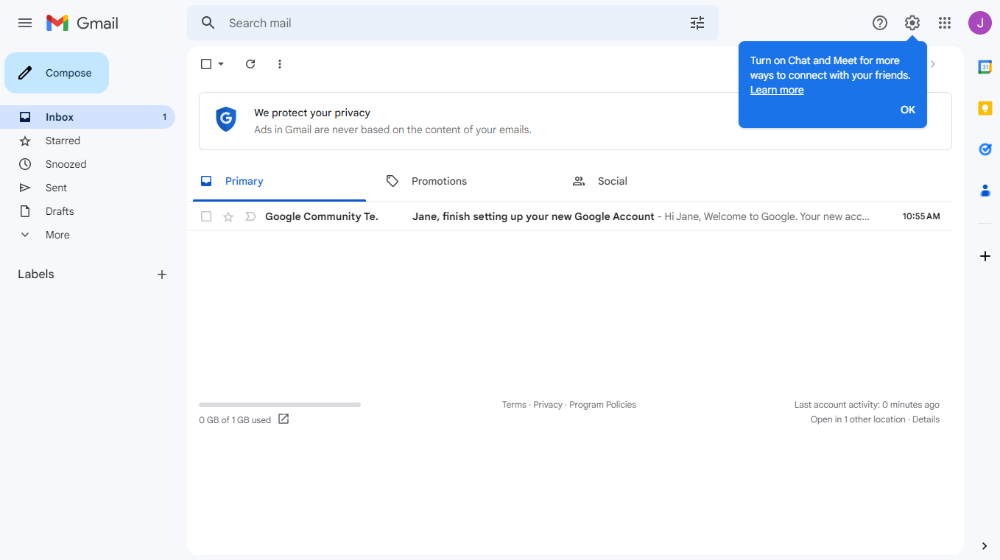 Gmail
Search mail
J
Compose
Inbox 1
Starred
Snoozed
Sent
Drafts
More
Labels
Turn on Chat and Meet for more
ways to connect with your friends.
Learn more
OK
We protect your privacy
Ads in Gmail are never based on the content of your emails.
Primary
Promotions
Social
Google Community Te. Jane, finish setting up your new Google Account - Hi Jane, Welcome to Google. Your new acc... 10:55 AM
0 GB of 1 GB used
Terms · Privacy · Program Policies
Last account activity: 0 minutes ago
Open in 1 other location · Details
31
G